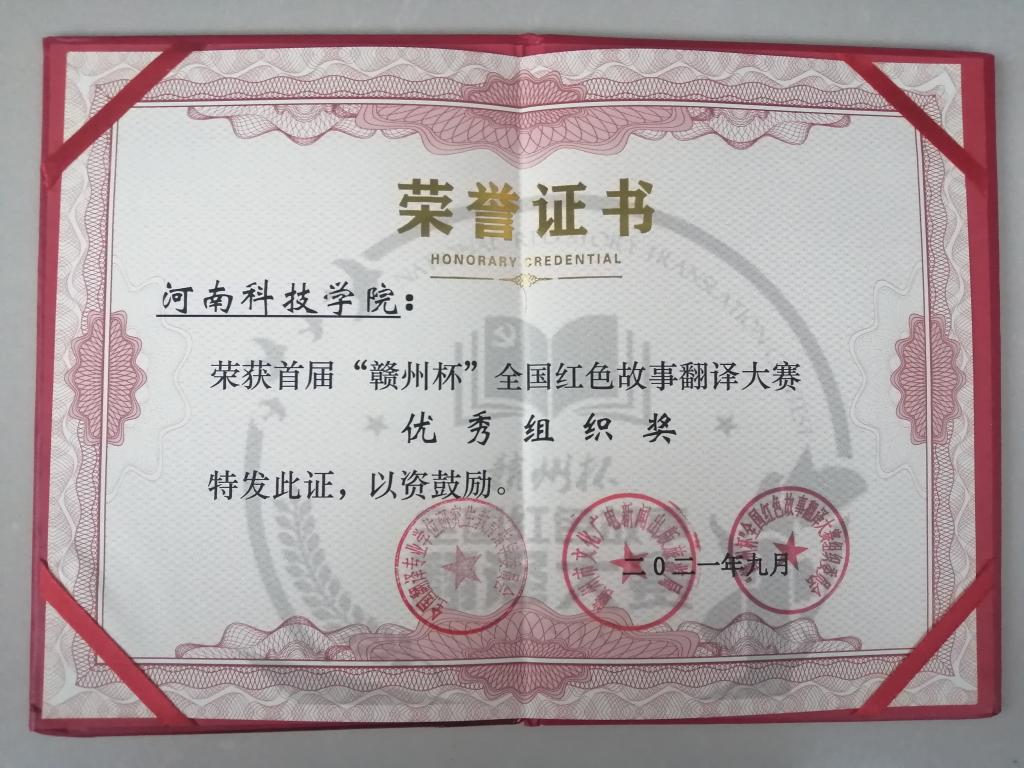 荣誉证书
HONORARY CREDENTIAL
河南科技学院：
荣获首届“赣州杯”全国红色故事翻译大赛
优秀组织奖
特发此证，以资鼓励。
二0二一年九月